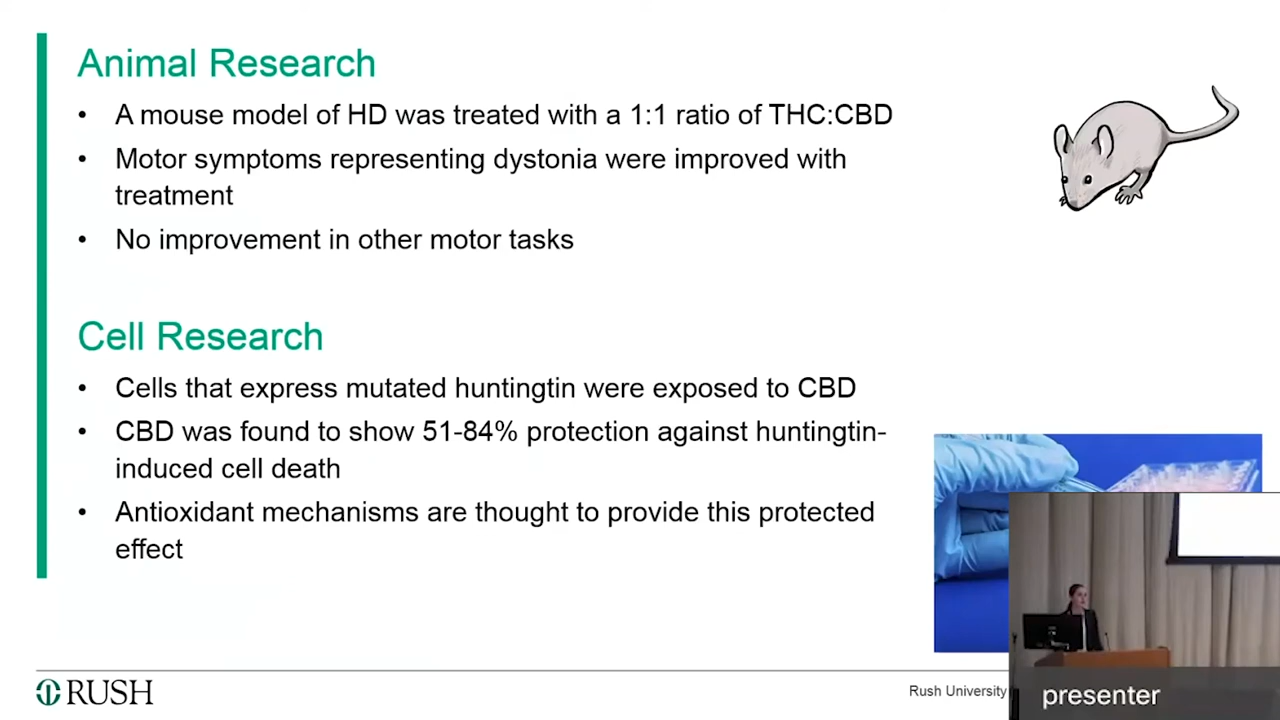 Animal Research
• A mouse model of HD was treated with a 1:1 ratio of THC:CBD
• Motor symptoms representing dystonia were improved with
treatment
• No improvement in other motor tasks
Cell Research
• Cells that express mutated huntingtin were exposed to CBD
• CBD was found to show 51-84% protection against huntingtin-
induced cell death
• Antioxidant mechanisms are thought to provide this protected
effect
RUSH
Rush University
presenter